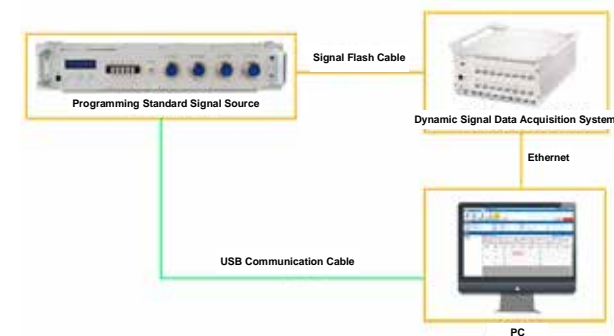 Signal Flash Cable
Programming Standard Signal Source
Dynamic Signal Data Acquisition System
Ethernet
USB Communication Cable
PC